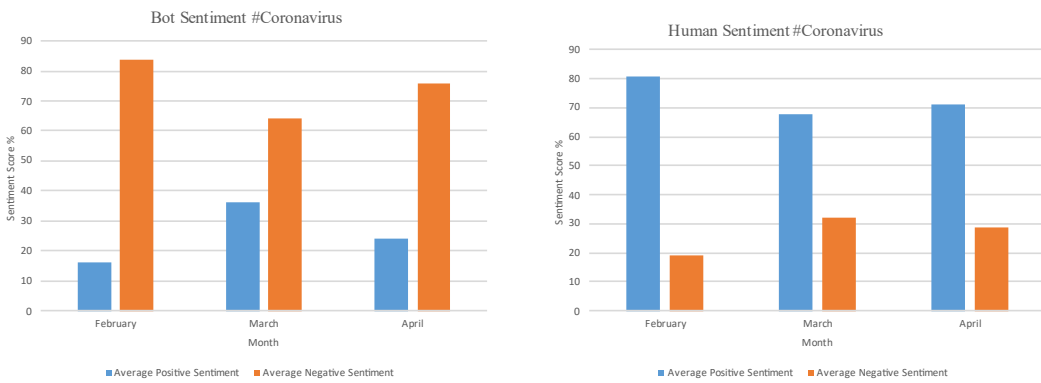 Bot Sentiment #Coronavirus
90
80
70
60
50
40
30
20
10
0
Sentiment Score %
February
March
April
Month
Average Positive Sentiment
Average Negative Sentiment
Human Sentiment #Coronavirus
90
80
70
60
50
40
30
20
10
0
Sentiment Score %
February
March
April
Month
Average Positive Sentiment
Average Negative Sentiment